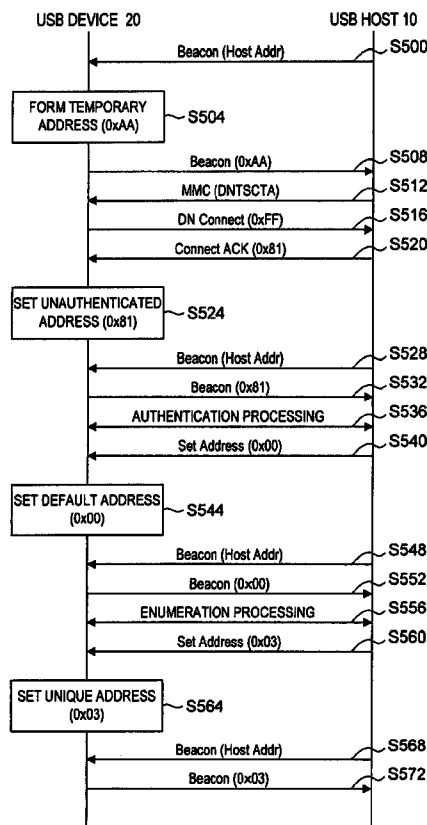 USB DEVICE 20 USB HOST 10
Beacon (Host Addr) S500
FORM TEMPORARY
ADDRESS (0xAA) S504
Beacon (0xAA) S508
MMC (DNTSCTA) S512
DN Connect (0xFF) S516
Connect ACK (0x81) S520
SET UNAUTHENTICATED
ADDRESS (0x81) S524
Beacon (Host Addr) S528
Beacon (0x81) S532
AUTHENTICATION PROCESSING S536
Set Address (0x00) S540
SET DEFAULT ADDRESS
(0x00) S544
Beacon (Host Addr) S548
Beacon (0x00) S552
ENUMERATION PROCESSING S556
Set Address (0x03) S560
SET UNIQUE ADDRESS
(0x03) S564
Beacon (Host Addr) S568
Beacon (0x03) S572